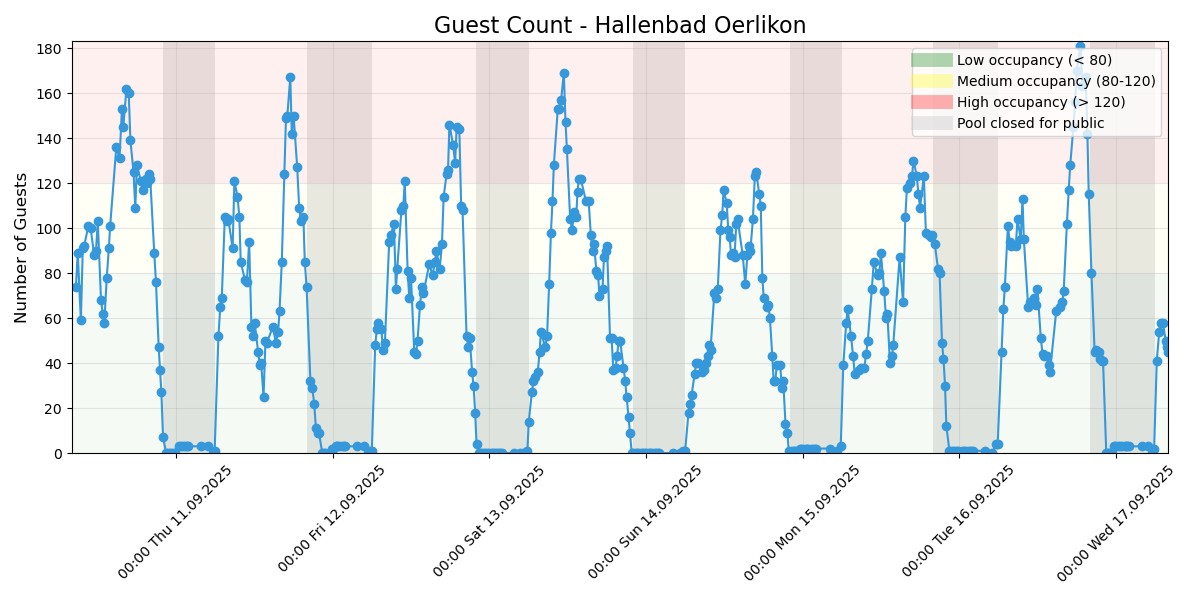 Guest Count - Hallenbad Oerlikon
Number of Guests
180
160
140
120
100
80
60
40
20
0
Low occupancy (< 80)
Medium occupancy (80-120)
High occupancy (> 120)
Pool closed for public
00:00 Thu 11.09.2025
00:00 Fri 12.09.2025
00:00 Sat 13.09.2025
00:00 Sun 14.09.2025
00:00 Mon 15.09.2025
00:00 Tue 16.09.2025
00:00 Wed 17.09.2025